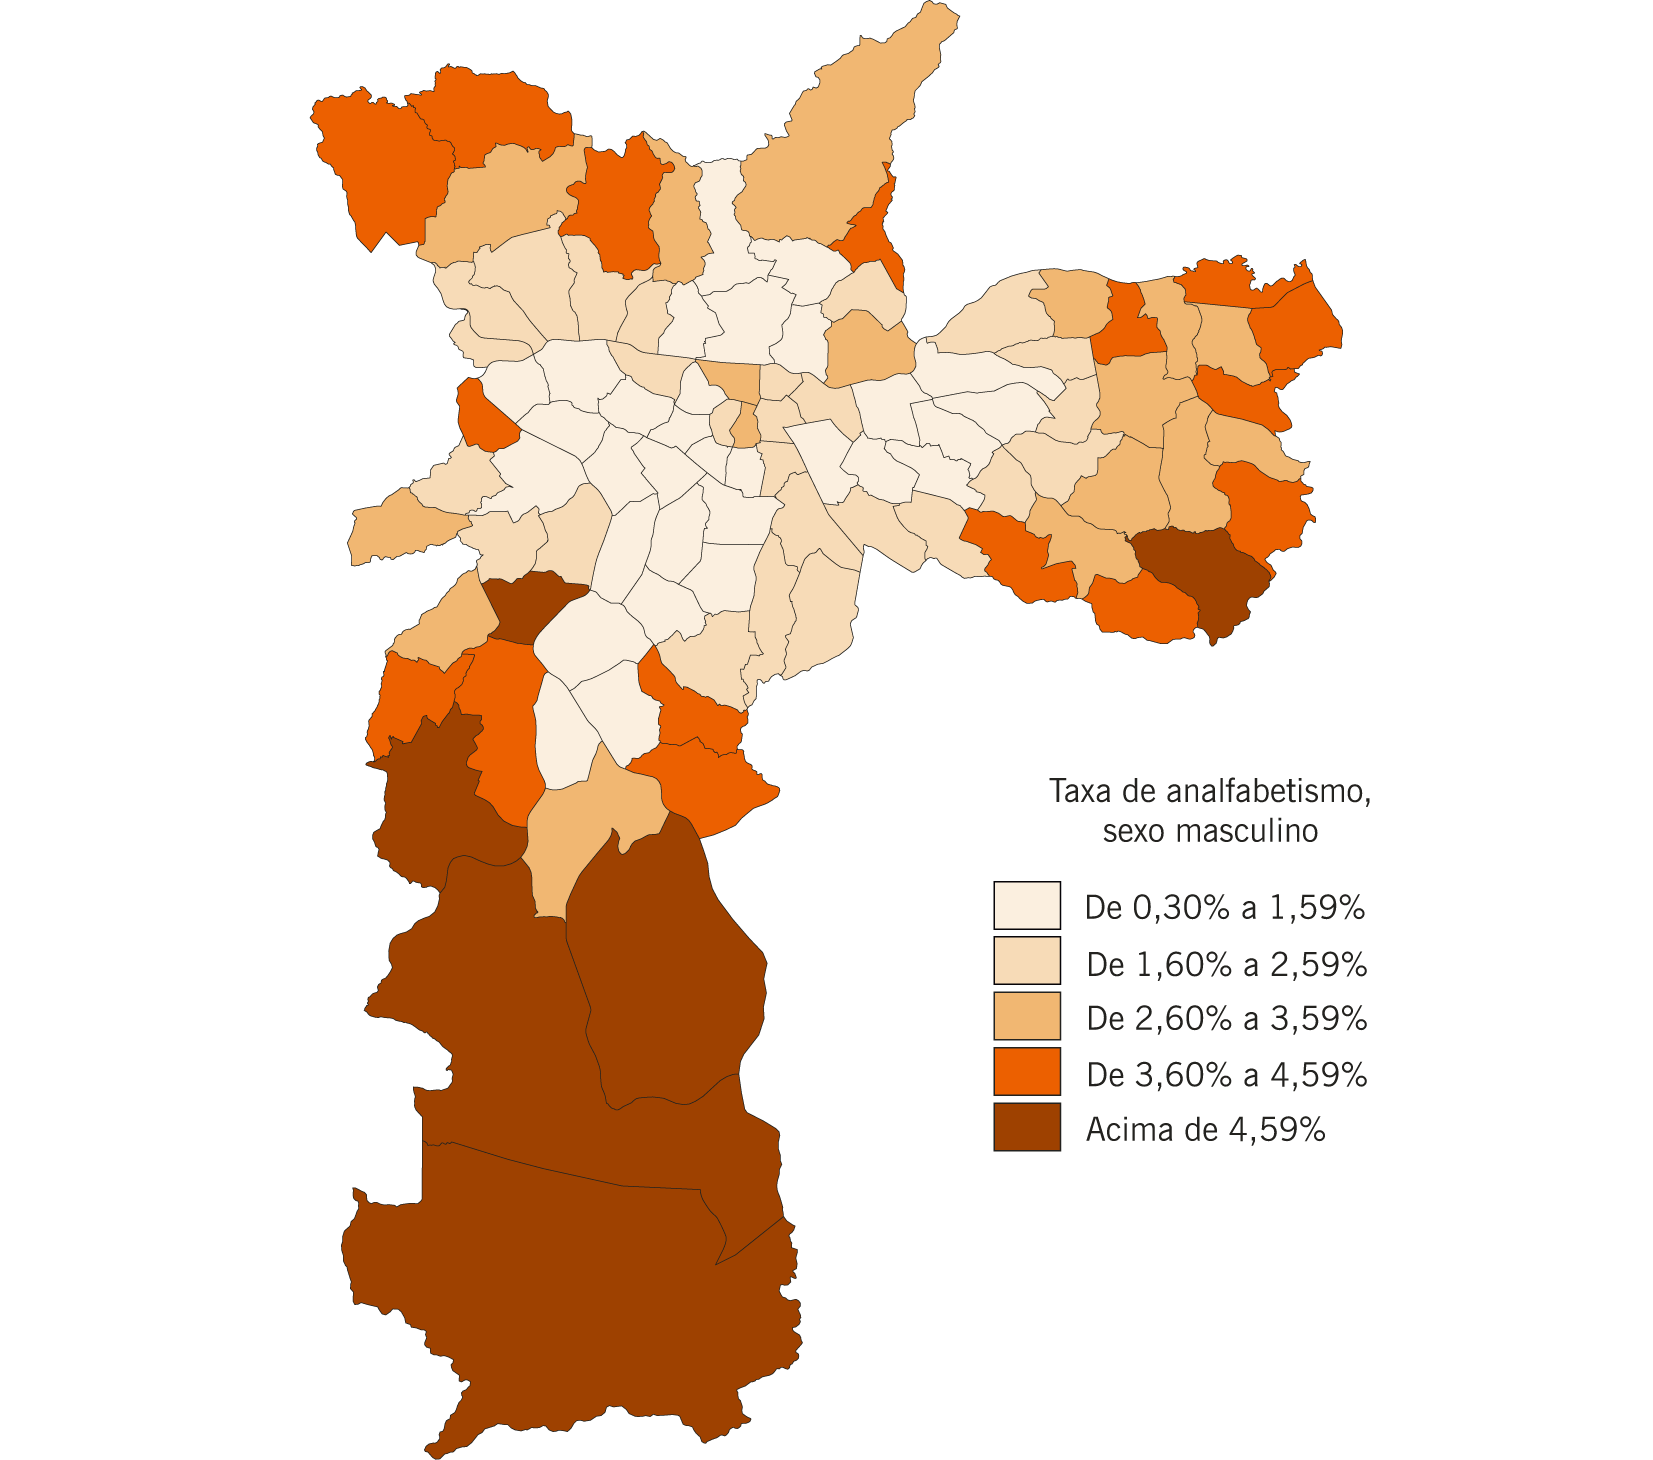 Taxa de analfabetismo,
sexo masculino
De 0,30% a 1,59%
De 1,60% a 2,59%
De 2,60% a 3,59%
De 3,60% a 4,59%
Acima de 4,59%